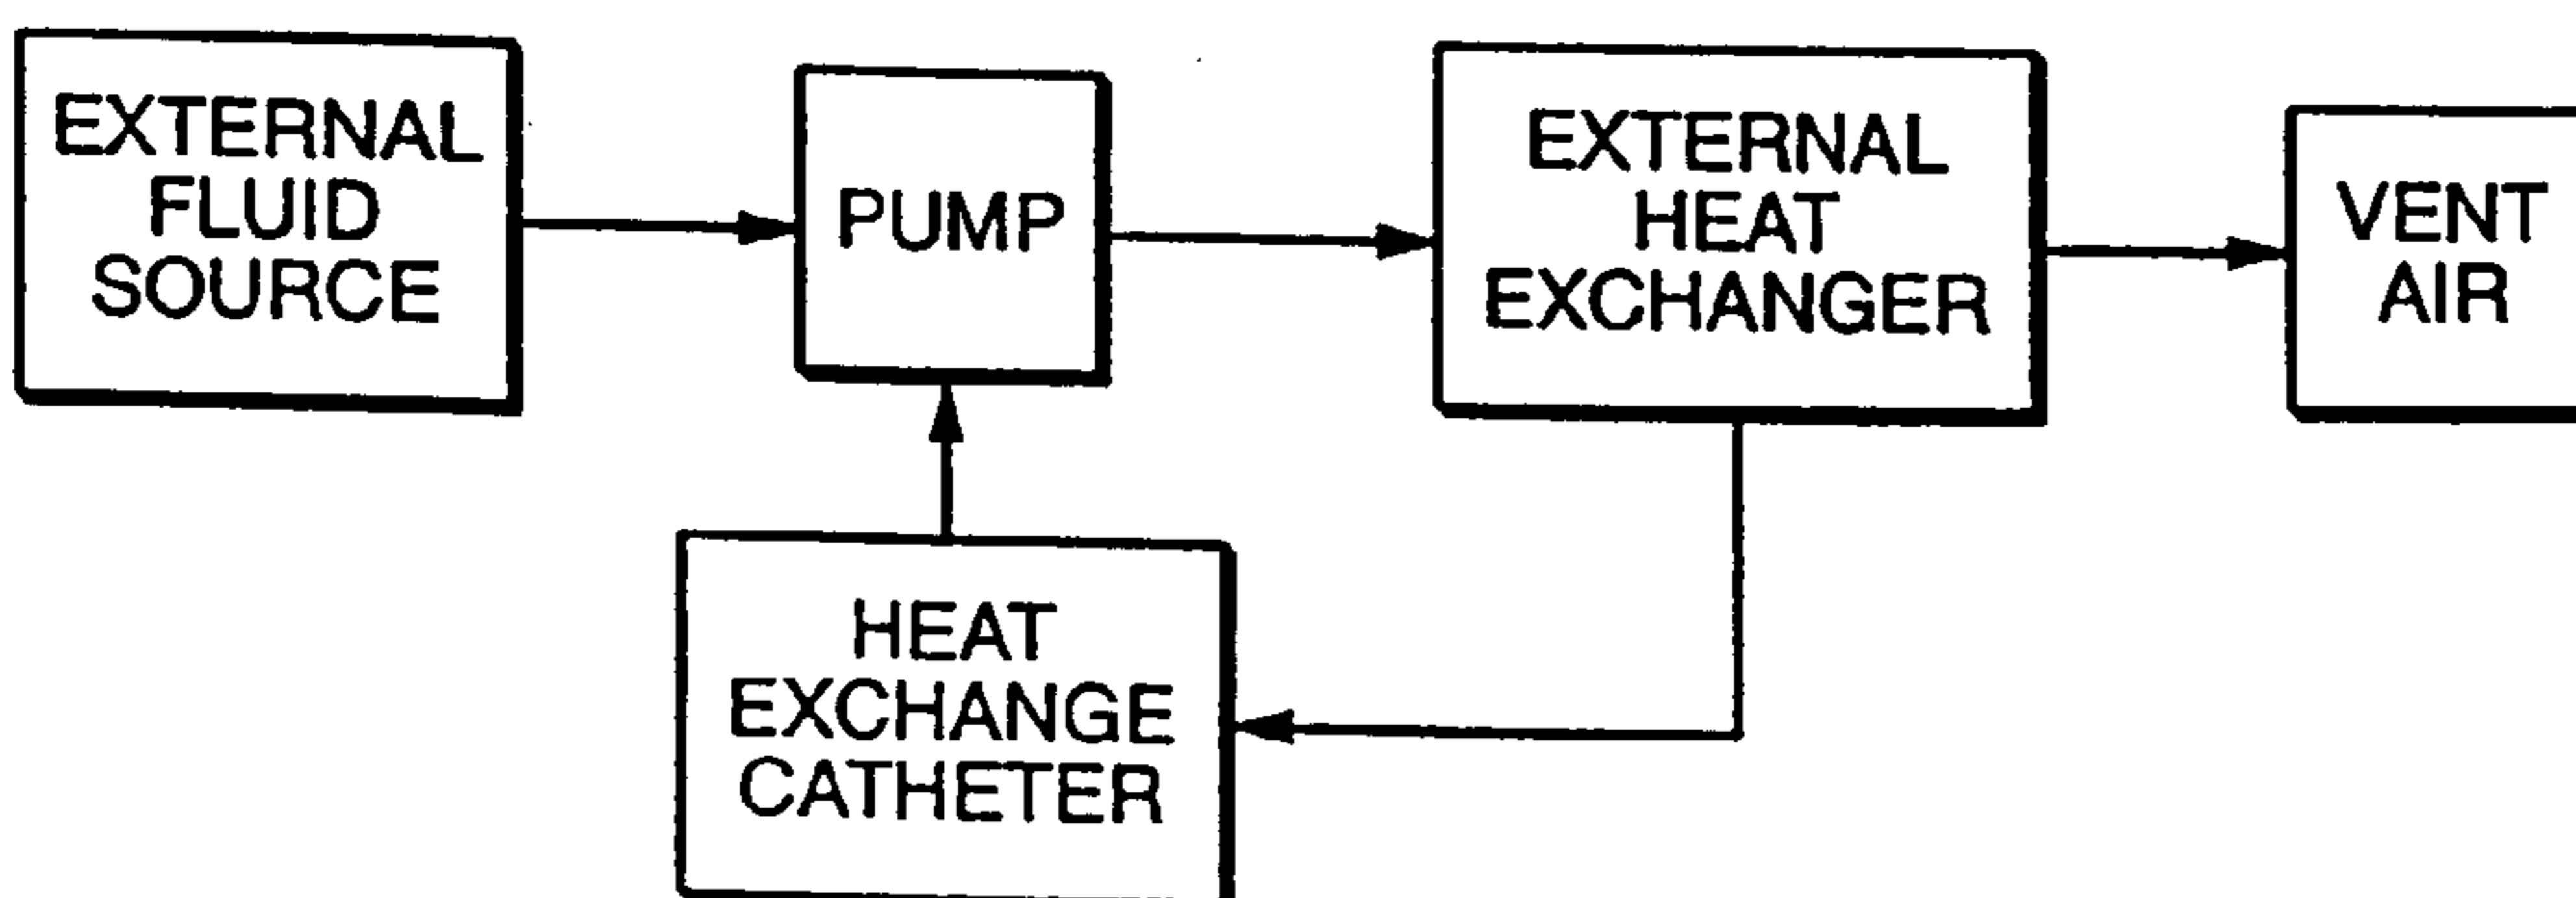 EXTERNAL
FLUID
SOURCE
PUMP
EXTERNAL
HEAT
EXCHANGER
VENT
AIR
HEAT
EXCHANGE
CATHETER